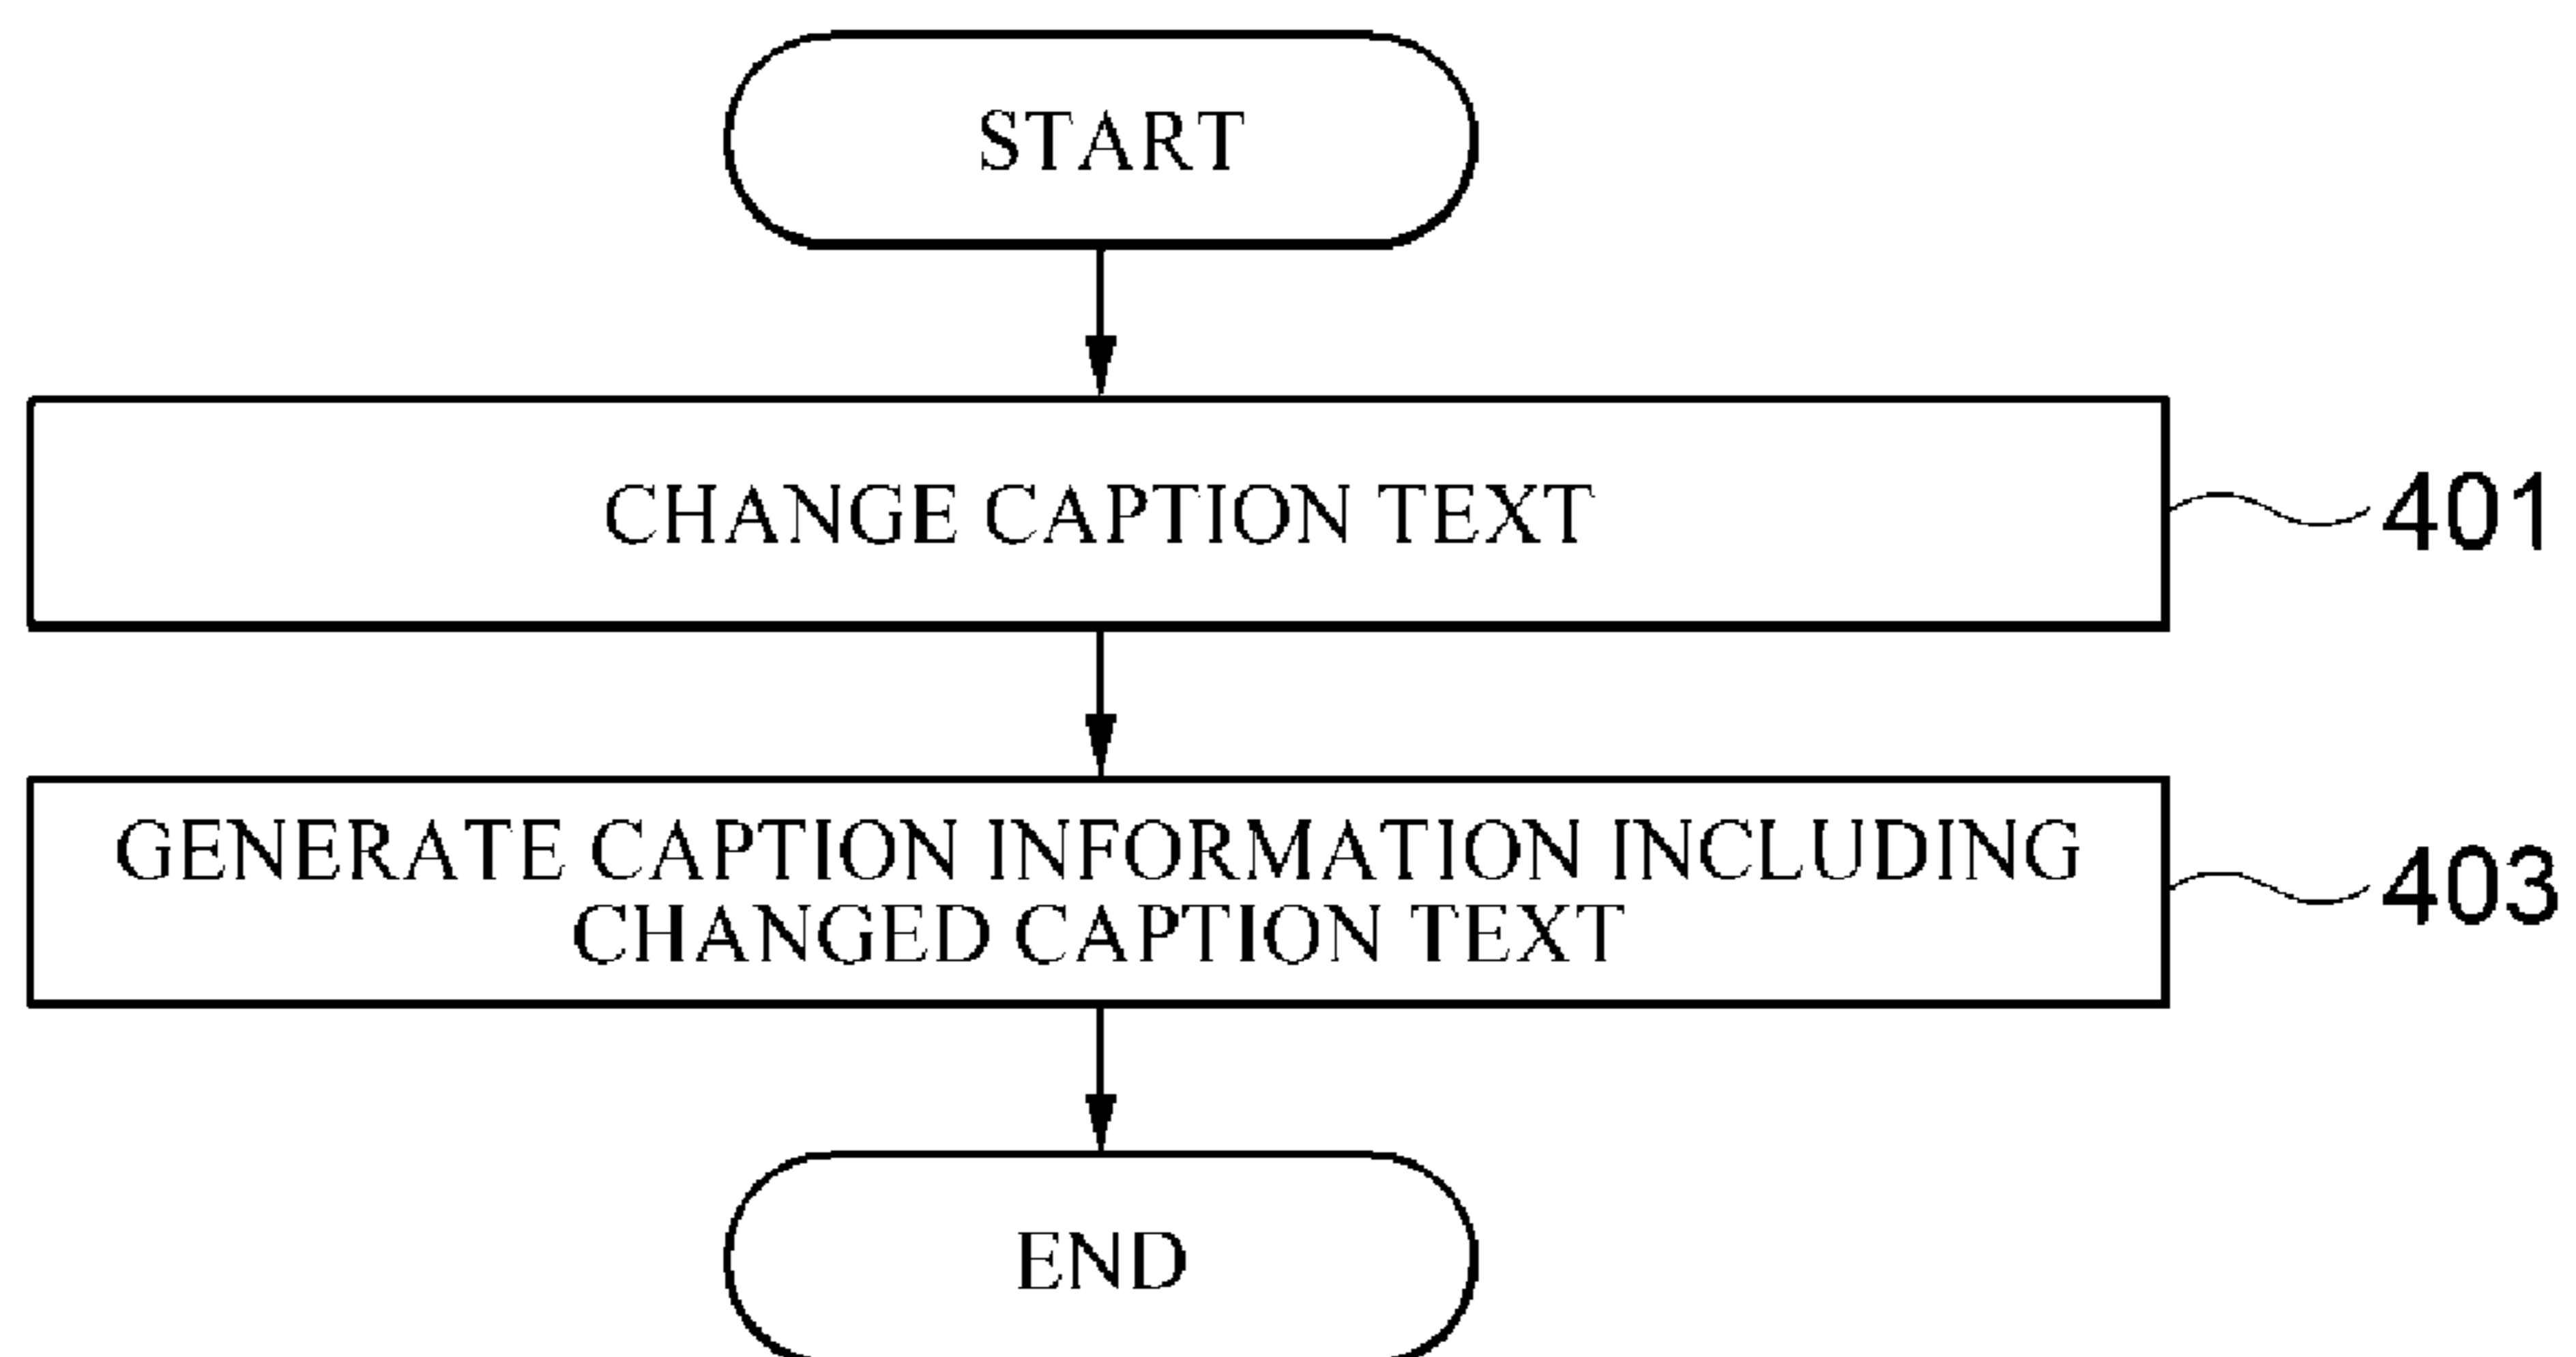 START
CHANGE CAPTION TEXT
401
GENERATE CAPTION INFORMATION INCLUDING
CHANGED CAPTION TEXT
403
END